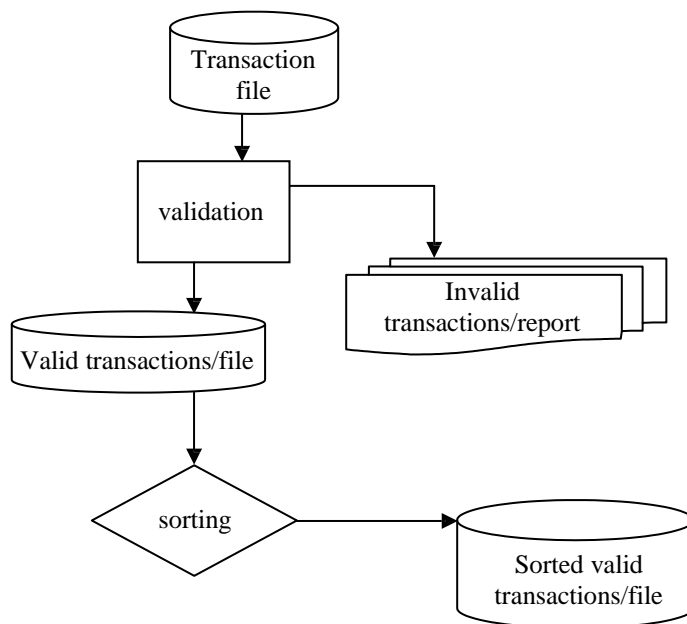 Transaction
file
validation
Invalid
transactions/report
Valid transactions/file
sorting
Sorted valid
transactions/file